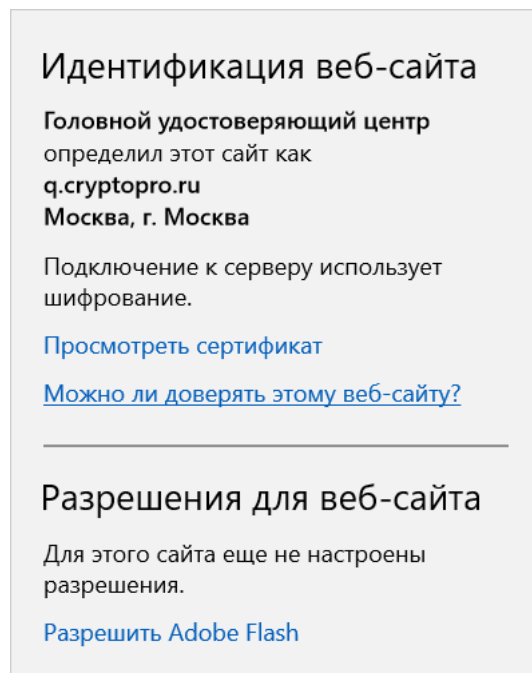 Идентификация веб-сайта
Головной удостоверяющий центр
определил этот сайт как
q.cryptopro.ru
Москва, г. Москва
Подключение к серверу использует
шифрование.
Просмотреть сертификат
Можно ли доверять этому веб-сайту?
Разрешения для веб-сайта
Для этого сайта еще не настроены
разрешения.
Разрешить Adobe Flash